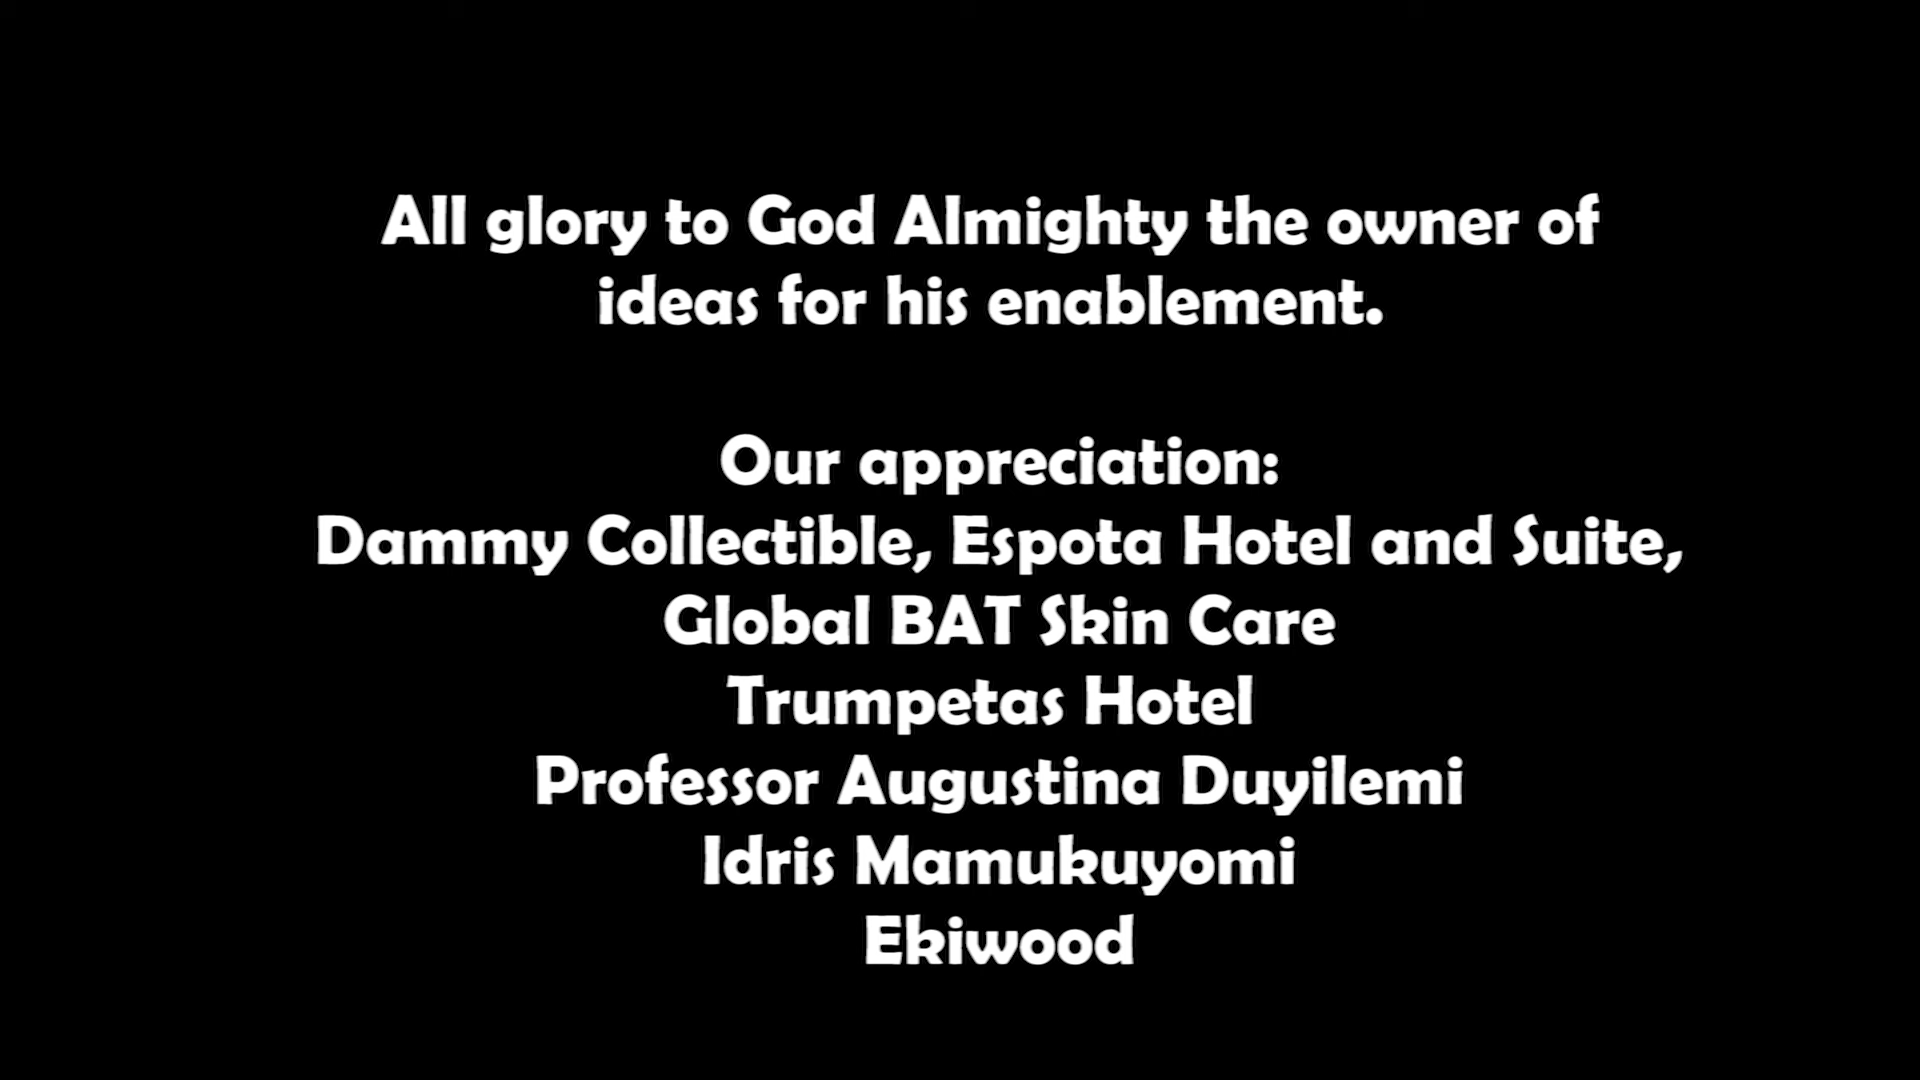 All glory to God Almighty the owner of
ideas for his enablement.
Our appreciation:
Dammy Collectible, Espota Hotel and Suite,
Global BAT Skin Care
Trumpetas Hotel
Professor Augustina Duyilemi
Idris Mamukuyomi
Ekiwood